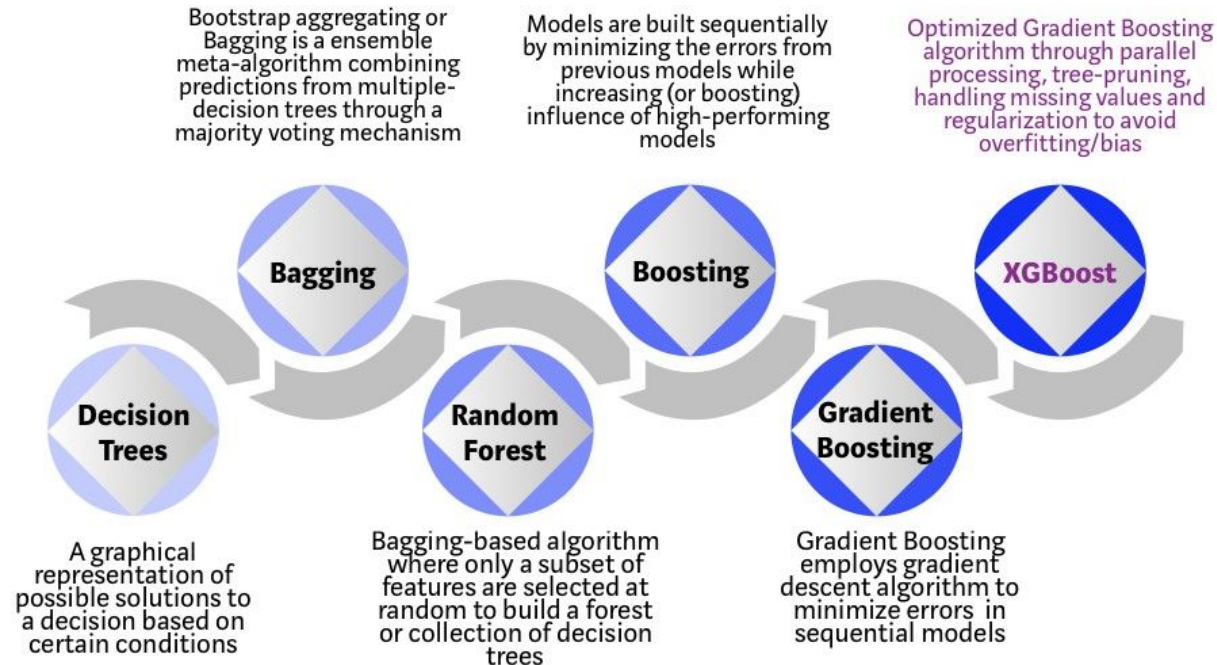 Bootstrap aggregating or
Bagging is a ensemble
meta-algorithm combining
predictions from multiple-
decision trees through a
majority voting mechanism
Models are built sequentially
by minimizing the errors from
previous models while
increasing (or boosting)
influence of high-performing
models
Optimized Gradient Boosting
algorithm through parallel
processing, tree-pruning,
handling missing values and
regularization to avoid
overfitting/bias
Bagging
Boosting
XGBoost
Decision
Trees
Random
Forest
Gradient
Boosting
A graphical
representation of
possible solutions to
a decision based on
certain conditions
Bagging-based algorithm
where only a subset of
features are selected at
random to build a forest
or collection of decision
trees
Gradient Boosting
employs gradient
descent algorithm to
minimize errors in
sequential models